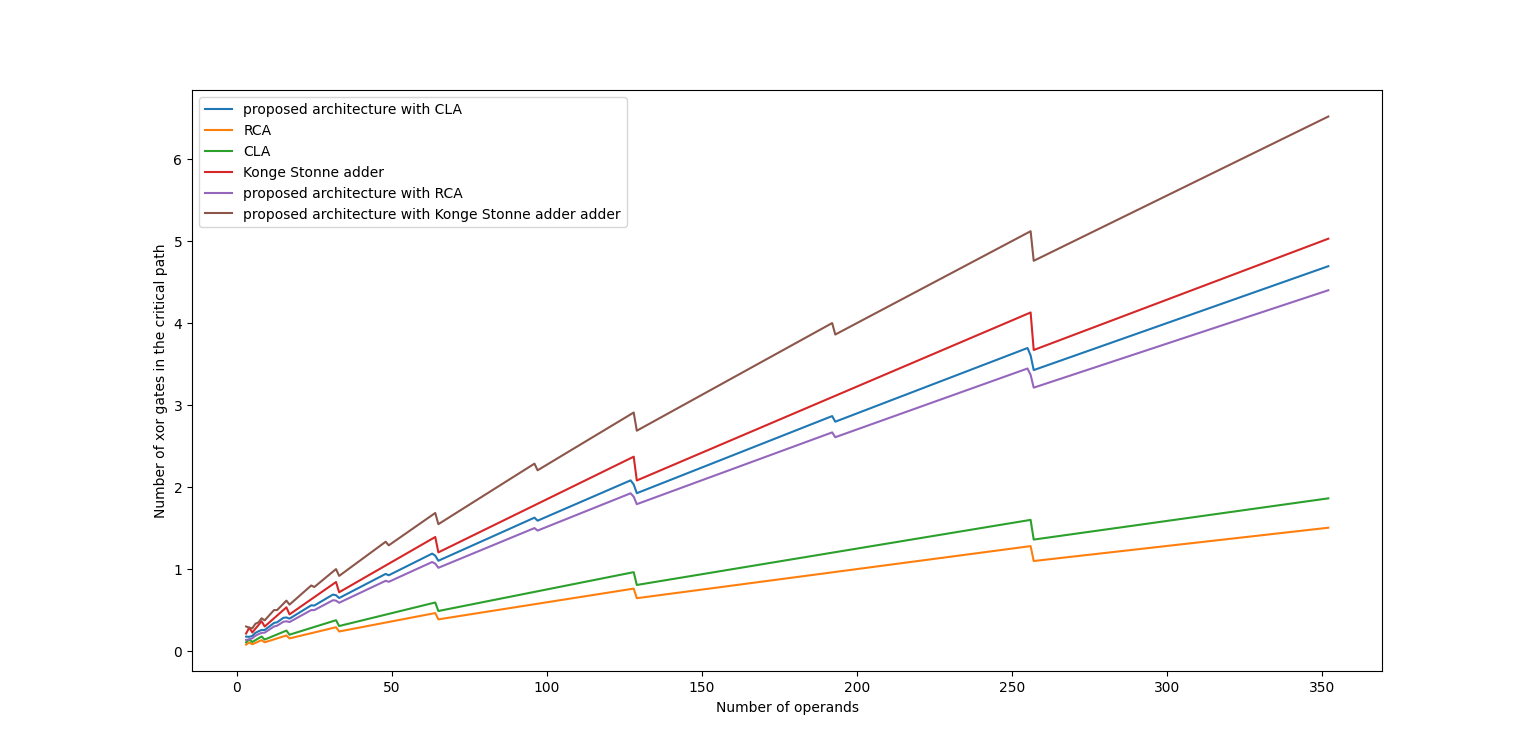 proposed architecture with CLA
RCA
CLA
Konge Stonne adder
proposed architecture with RCA
proposed architecture with Konge Stonne adder adder
Number of xor gates in the critical path
6
5
4
3
2
1
0
0 50 100 150 200 250 300 350
Number of operands